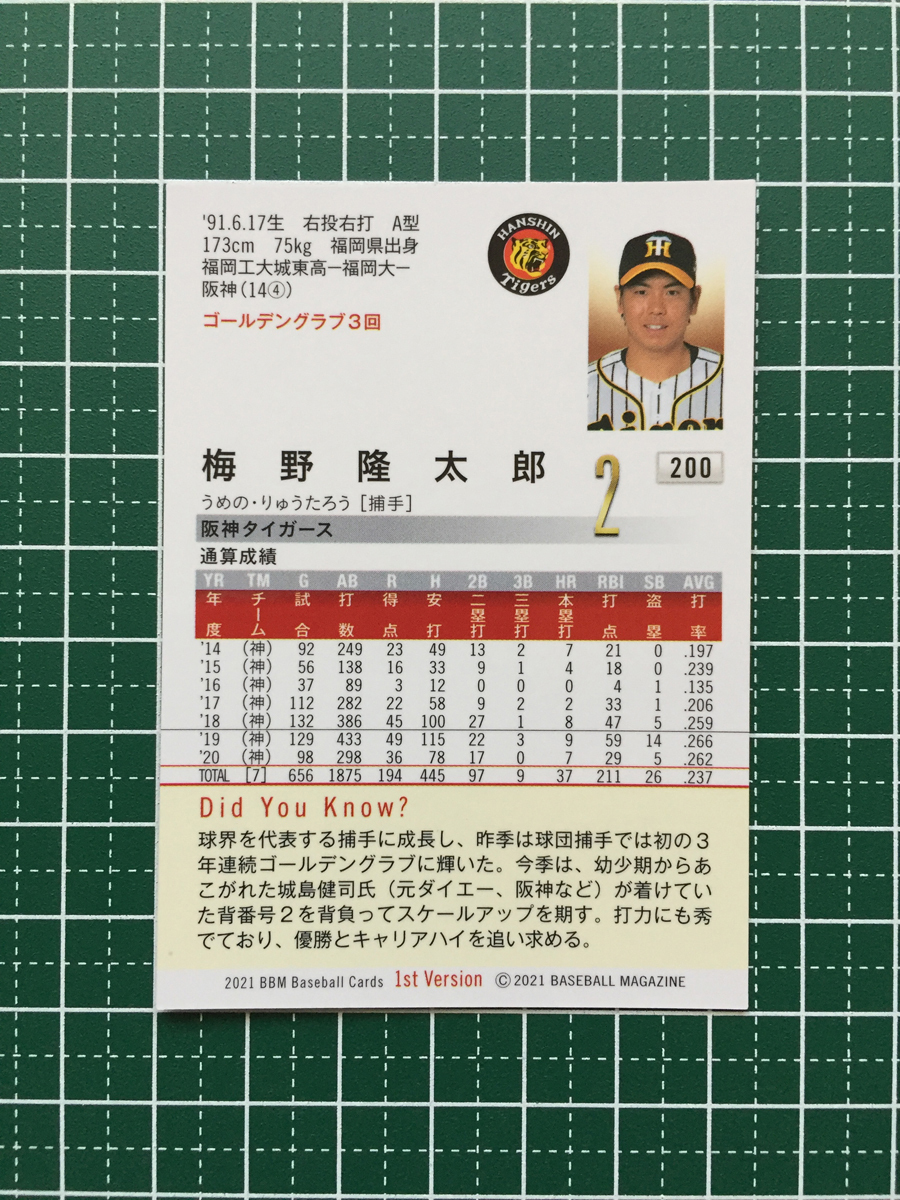 '91.6.17生　右投右打　A型
173cm　75kg　福岡県出身
福岡工大城東高ー福岡大ー
阪神（14④）
ゴールデングラブ3回
HANSHIN
Tigers
梅野隆太郎
2
200
うめの・りゅうたろう［捕手］
阪神タイガース
通算成績
YR TM G AB R H 2B 3B HR RBI SB AVG
年度 チーム 試合 打数 得点 安打 二塁打 三塁打 本塁打 打点 盗塁 打率
'14 (神) 92 249 23 49 13 2 7 21 0 .197
'15 (神) 56 138 16 33 9 1 4 18 0 .239
'16 (神) 37 89 3 12 0 0 0 4 1 .135
'17 (神) 112 282 22 58 9 2 2 33 1 .206
'18 (神) 132 386 45 100 27 1 8 47 5 .259
'19 (神) 129 433 49 115 22 3 9 59 14 .266
'20 (神) 98 298 36 78 17 0 7 29 5 .262
TOTAL [7] 656 1875 194 445 97 9 37 211 26 .237
Did You Know?
球界を代表する捕手に成長し、昨季は球団捕手では初の3
年連続ゴールデングラブに輝いた。今季は、幼少期からあ
こがれた城島健司氏（元ダイエー、阪神など）が着けてい
た背番号2を背負ってスケールアップを期す。打力にも秀
でており、優勝とキャリアハイを追い求める。
2021 BBM Baseball Cards 1st Version ©2021 BASEBALL MAGAZINE